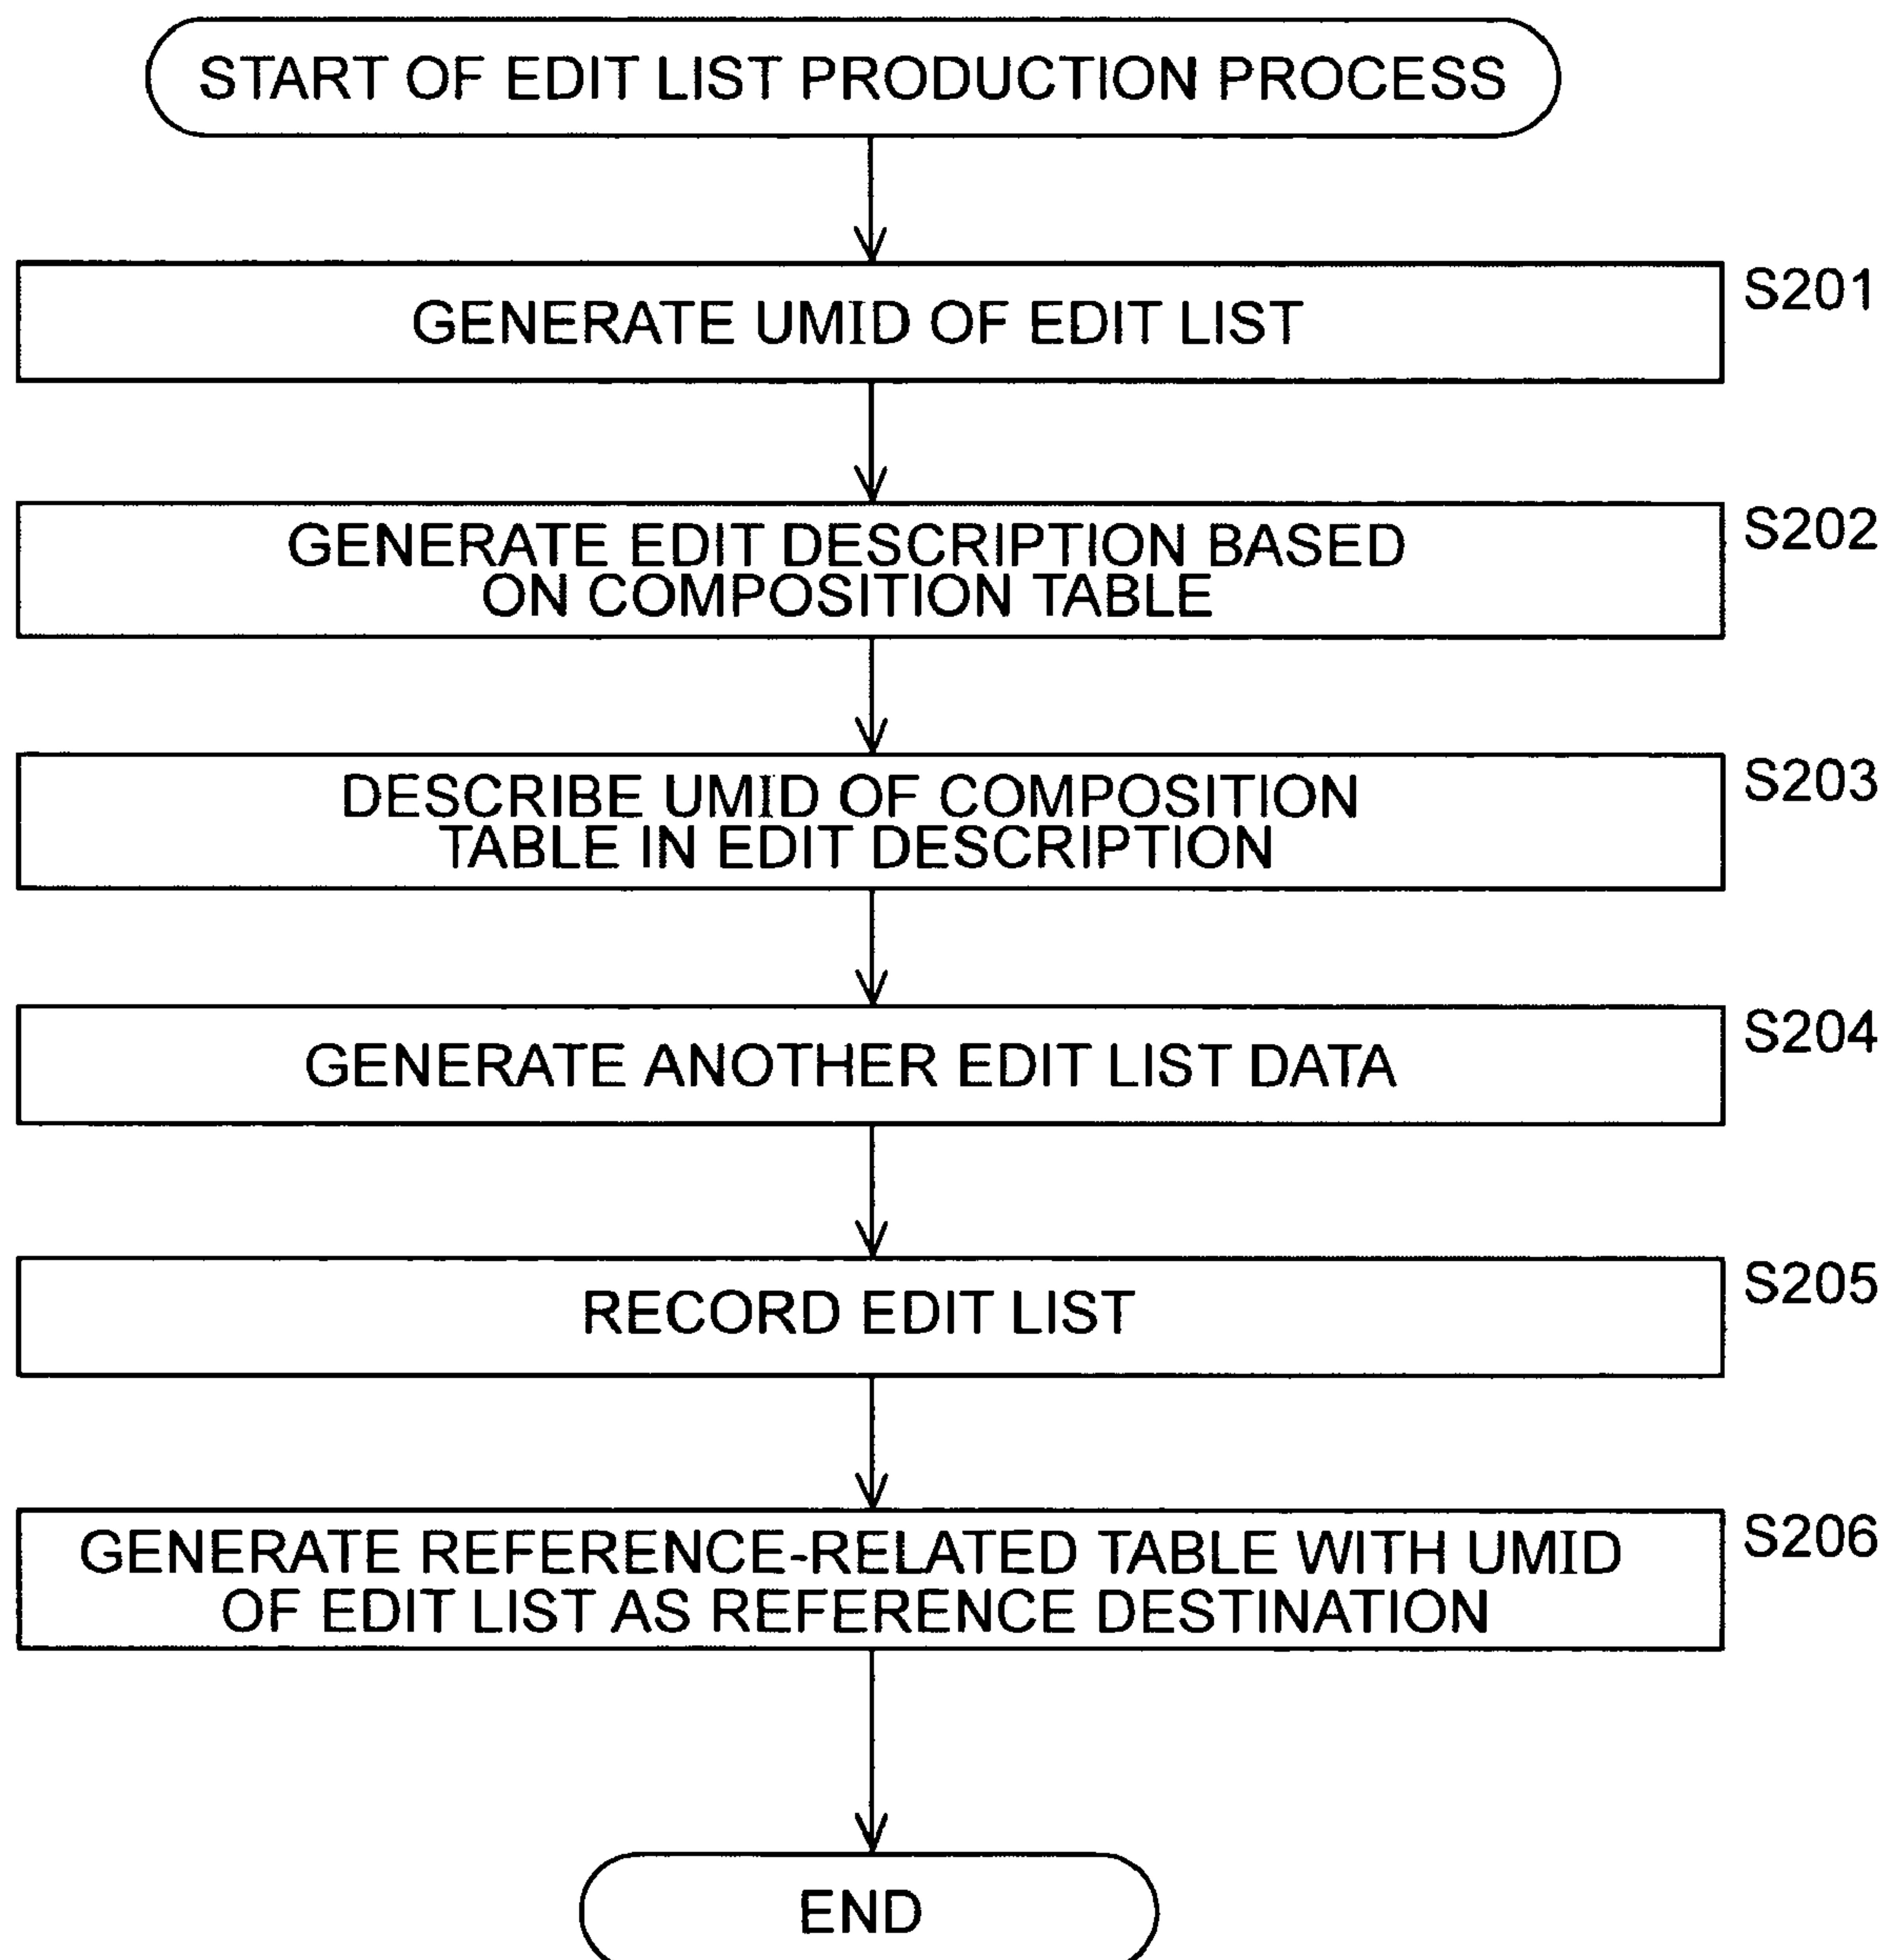 START OF EDIT LIST PRODUCTION PROCESS
S201
GENERATE UMID OF EDIT LIST
S202
GENERATE EDIT DESCRIPTION BASED
ON COMPOSITION TABLE
S203
DESCRIBE UMID OF COMPOSITION
TABLE IN EDIT DESCRIPTION
S204
GENERATE ANOTHER EDIT LIST DATA
S205
RECORD EDIT LIST
S206
GENERATE REFERENCE-RELATED TABLE WITH UMID
OF EDIT LIST AS REFERENCE DESTINATION
END